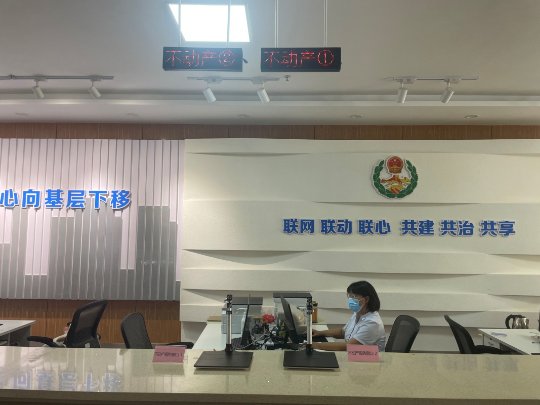 不动产② 不动产①
心向基层下移
联网 联动 联心 共建 共治 共享